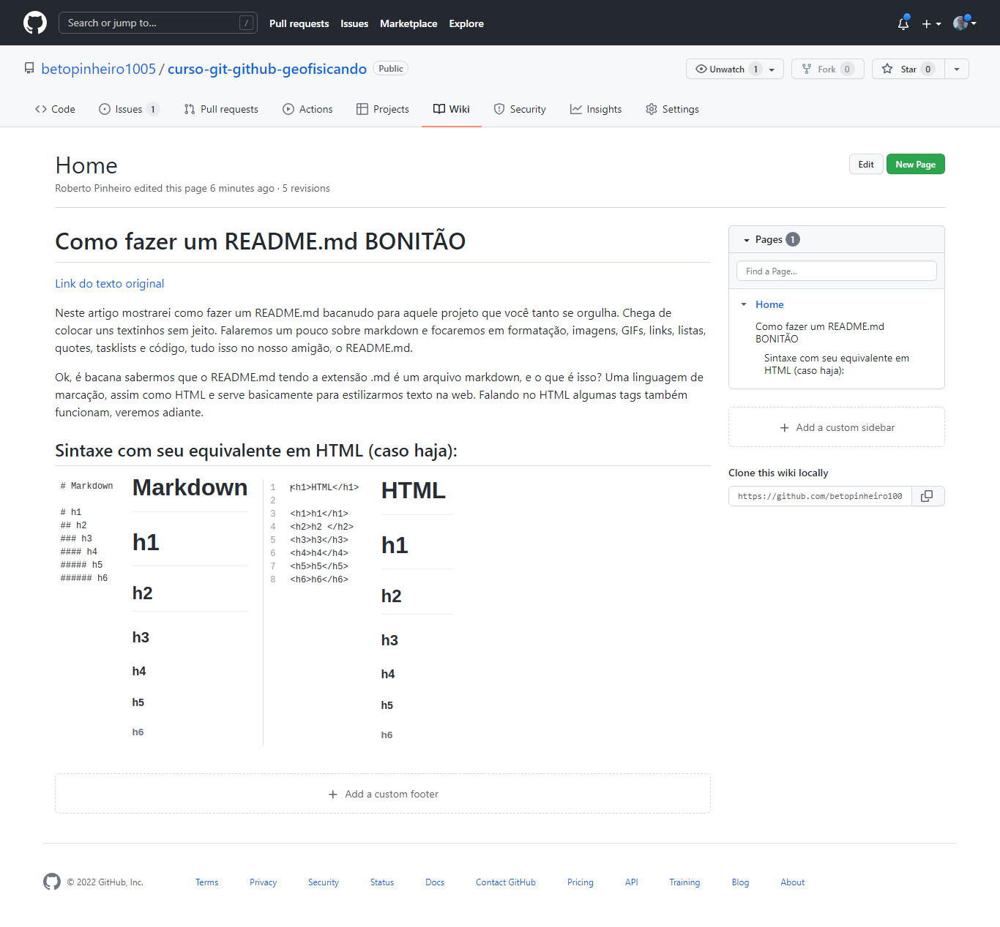 Search or jump to... /
Pull requests Issues Marketplace Explore
betopinheiro1005 / curso-git-github-geofisicando Public
Unwatch 1 Fork 0 Star 0
Code Issues 1 Pull requests Actions Projects Wiki Security Insights Settings
Home
Edit New Page
Roberto Pinheiro edited this page 6 minutes ago · 5 revisions
Como fazer um README.md BONITÃO
Link do texto original
Neste artigo mostrarei como fazer um README.md bacanudo para aquele projeto que você tanto se orgulha. Chega de
colocar uns textinhos sem jeito. Falaremos um pouco sobre markdown e focaremos em formatação, imagens, GIFs, links, listas,
quotes, tasklists e código, tudo isso no nosso amigão, o README.md.
Ok, é bacana sabermos que o README.md tendo a extensão .md é um arquivo markdown, e o que é isso? Uma linguagem de
marcação, assim como HTML e serve basicamente para estilizarmos texto na web. Falando no HTML algumas tags também
funcionam, veremos adiante.
Sintaxe com seu equivalente em HTML (caso haja):
# Markdown
# h1
## h2
### h3
#### h4
##### h5
###### h6
Markdown
h1
h2
h3
h4
h5
h6
1 <h1>HTML</h1>
2
3 <h1>h1</h1>
4 <h2>h2 </h2>
5 <h3>h3</h3>
6 <h4>h4</h4>
7 <h5>h5</h5>
8 <h6>h6</h6>
HTML
h1
h2
h3
h4
h5
h6
Add a custom footer
Pages 1
Find a Page...
Home
Como fazer um README.md
BONITÃO
Sintaxe com seu equivalente em
HTML (caso haja):
Add a custom sidebar
Clone this wiki locally
https://github.com/betopinheiro100
© 2022 GitHub, Inc. Terms Privacy Security Status Docs Contact GitHub Pricing API Training Blog About